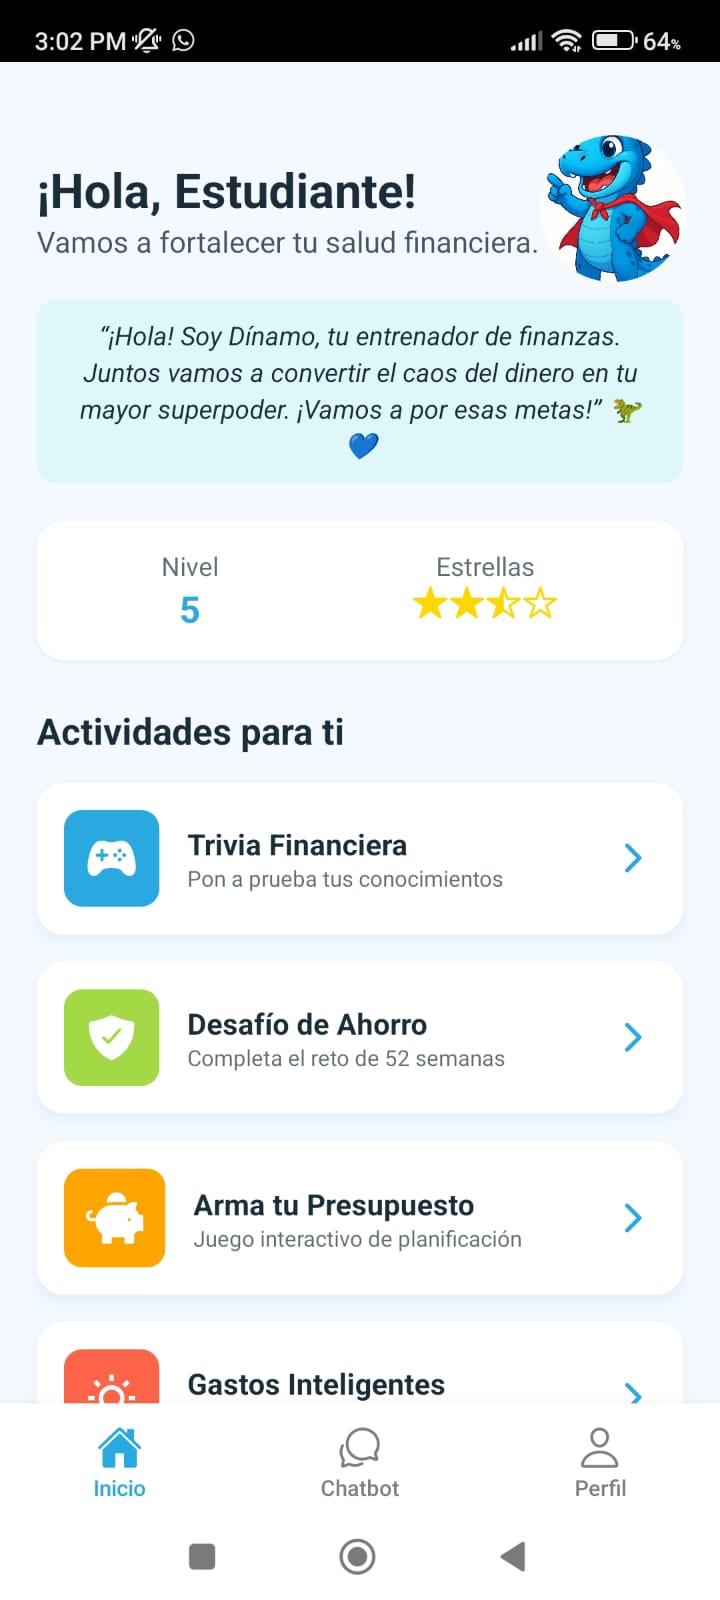 3:02 PM
64%
¡Hola, Estudiante!
Vamos a fortalecer tu salud financiera.
“¡Hola! Soy Dínamo, tu entrenador de finanzas.
Juntos vamos a convertir el caos del dinero en tu
mayor superpoder. ¡Vamos a por esas metas!” 🦖
💙
Nivel
5
Estrellas
Actividades para ti
Trivia Financiera
Pon a prueba tus conocimientos
Desafío de Ahorro
Completa el reto de 52 semanas
Arma tu Presupuesto
Juego interactivo de planificación
Gastos Inteligentes
Inicio
Chatbot
Perfil